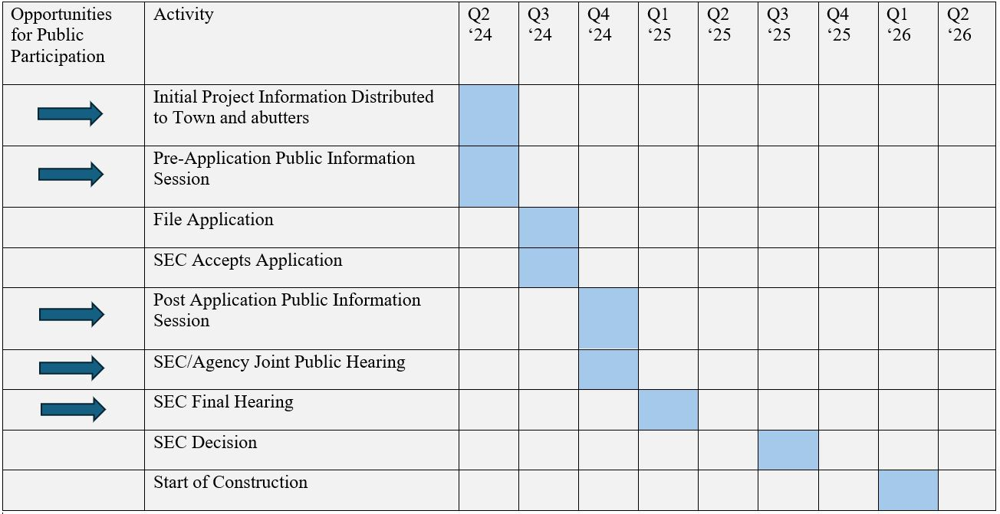 Opportunities
for Public
Participation
Activity
Q2
‘24
Q3
‘24
Q4
‘24
Q1
‘25
Q2
‘25
Q3
‘25
Q4
‘25
Q1
‘26
Q2
‘26
Initial Project Information Distributed
to Town and abutters
Pre-Application Public Information
Session
File Application
SEC Accepts Application
Post Application Public Information
Session
SEC/Agency Joint Public Hearing
SEC Final Hearing
SEC Decision
Start of Construction